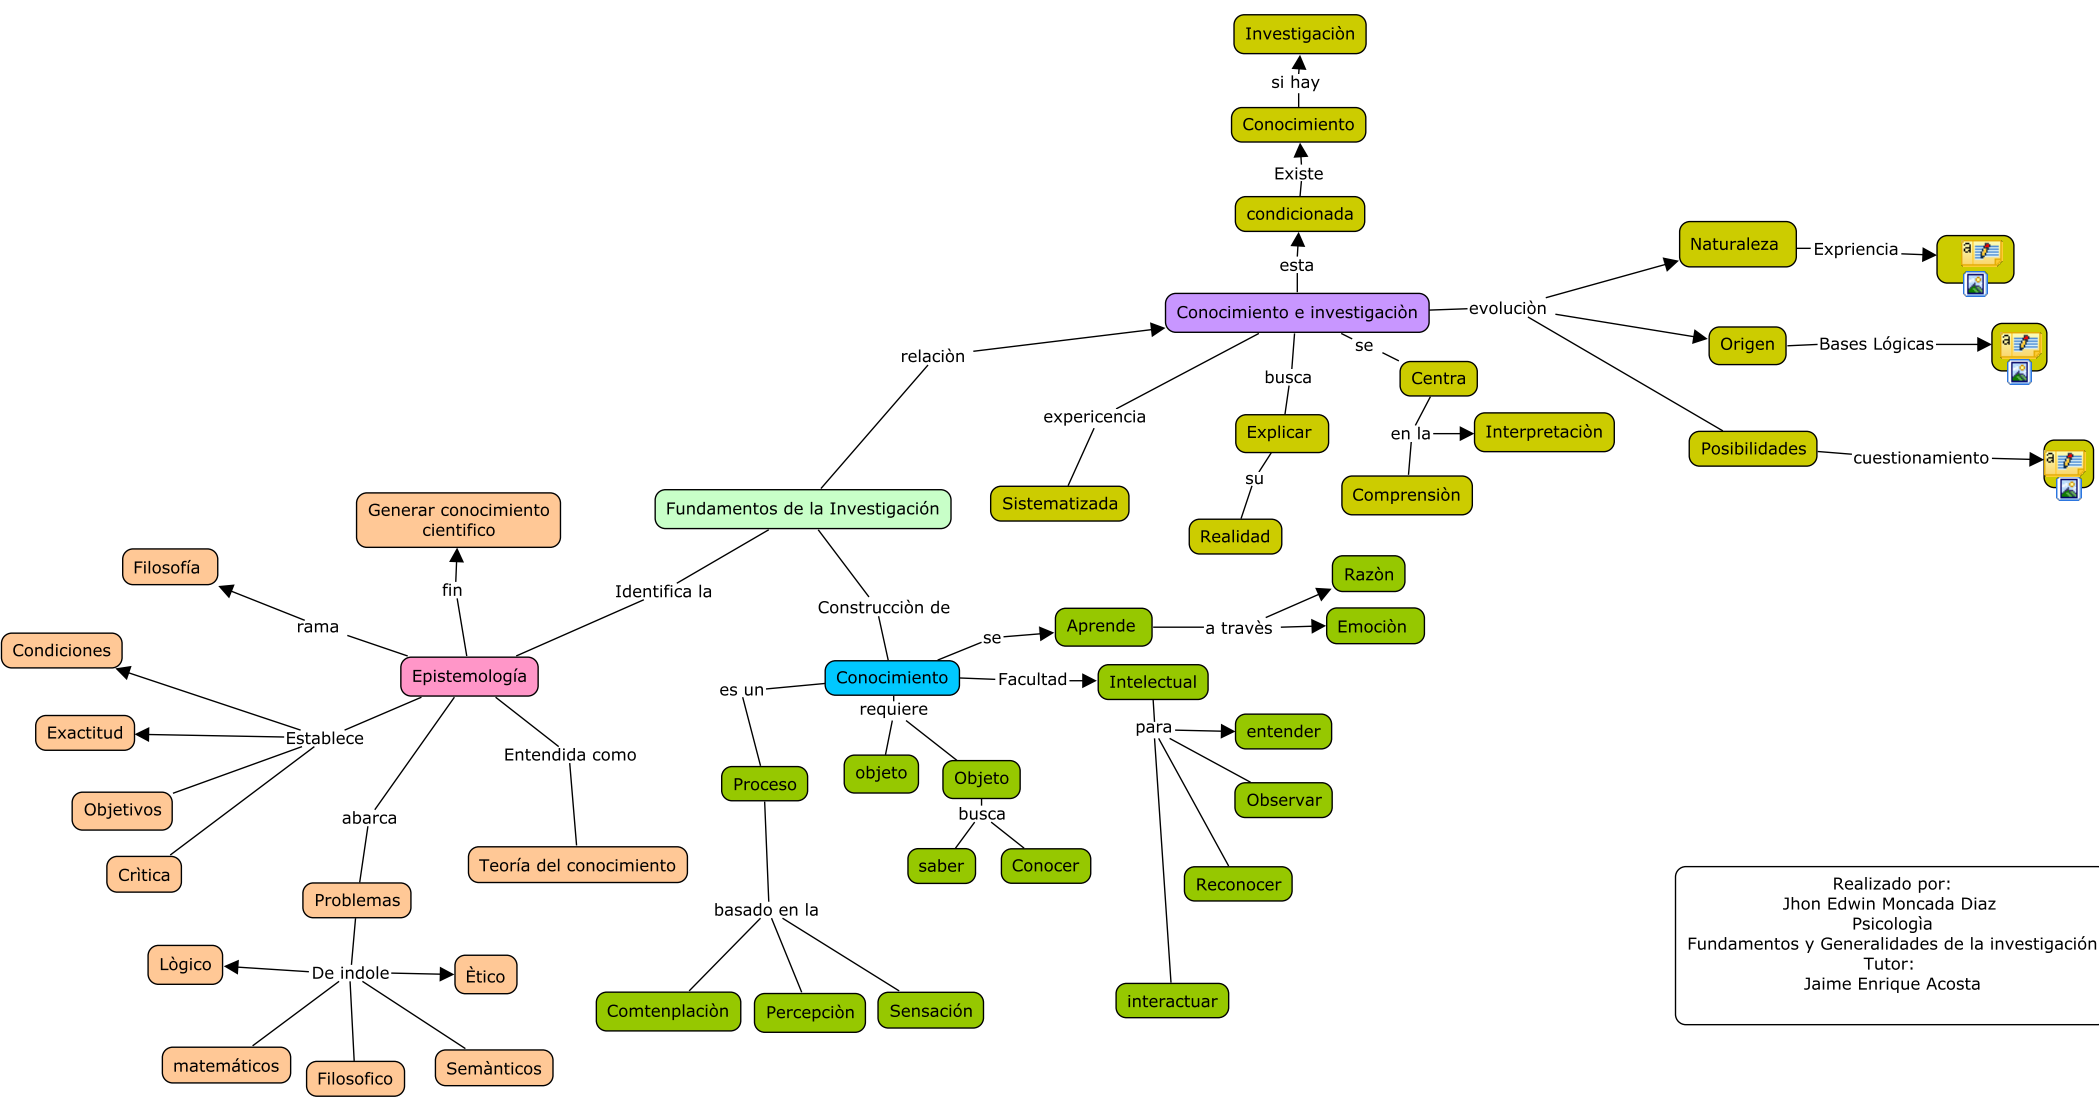 Investigaciòn
si hay
Conocimiento
Existe
condicionada
esta
Conocimiento e investigaciòn
evoluciòn
Naturaleza
Expriencia
a
Origen
Bases Lógicas
a
Posibilidades
cuestionamiento
a
relaciòn
expericencia
Sistematizada
busca
Explicar
su
Realidad
se
Centra
en la
Interpretaciòn
Comprensiòn
Fundamentos de la Investigación
Identifica la
Construcciòn de
Generar conocimiento
cientifico
fin
Filosofía
rama
Epistemología
Condiciones
Exactitud
Establece
Objetivos
Crìtica
abarca
Problemas
De indole
Lògico
Ètico
matemáticos
Filosofico
Semànticos
Entendida como
Teoría del conocimiento
Conocimiento
se
Aprende
a travès
Razòn
Emociòn
Facultad
Intelectual
para
entender
Observar
Reconocer
interactuar
requiere
objeto
Objeto
busca
saber
Conocer
es un
Proceso
basado en la
Comtenplaciòn
Percepciòn
Sensación
Realizado por:
Jhon Edwin Moncada Diaz
Psicologìa
Fundamentos y Generalidades de la investigación
Tutor:
Jaime Enrique Acosta